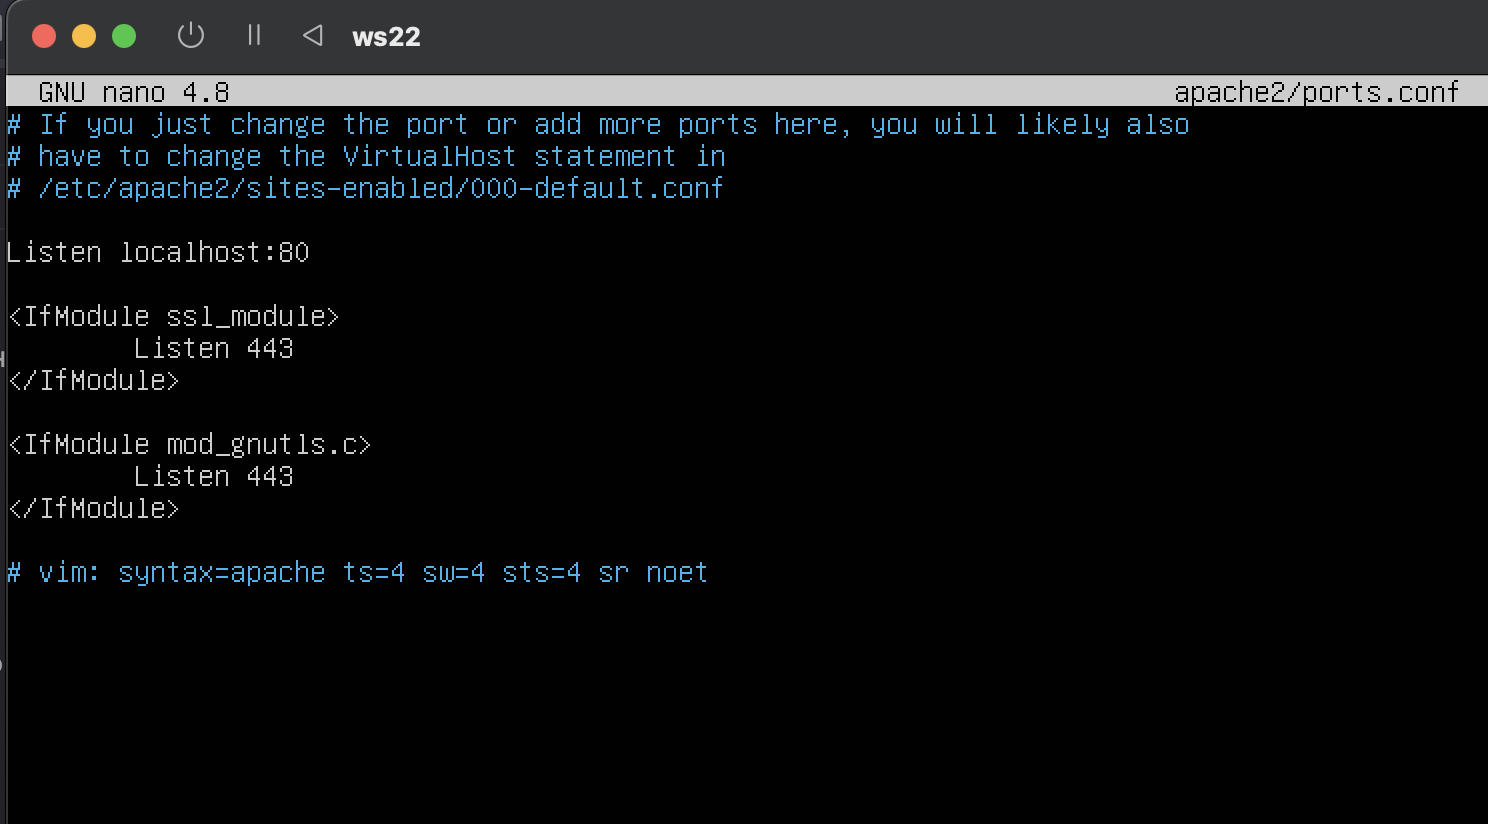 ws22
GNU nano 4.8 apache2/ports.conf
# If you just change the port or add more ports here, you will likely also
# have to change the VirtualHost statement in
# /etc/apache2/sites-enabled/000-default.conf
Listen localhost:80
<IfModule ssl_module>
Listen 443
</IfModule>
<IfModule mod_gnutls.c>
Listen 443
</IfModule>
# vim: syntax=apache ts=4 sw=4 sts=4 sr noet